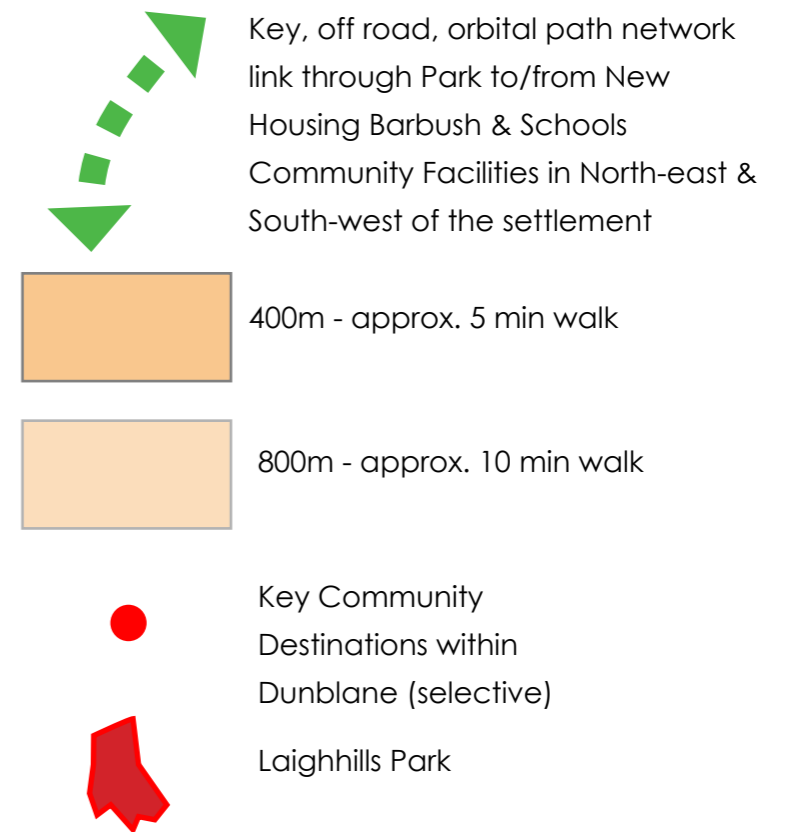 Key, off road, orbital path network
link through Park to/from New
Housing Barbush & Schools
Community Facilities in North-east &
South-west of the settlement
400m - approx. 5 min walk
800m - approx. 10 min walk
Key Community
Destinations within
Dunblane (selective)
Laighhills Park